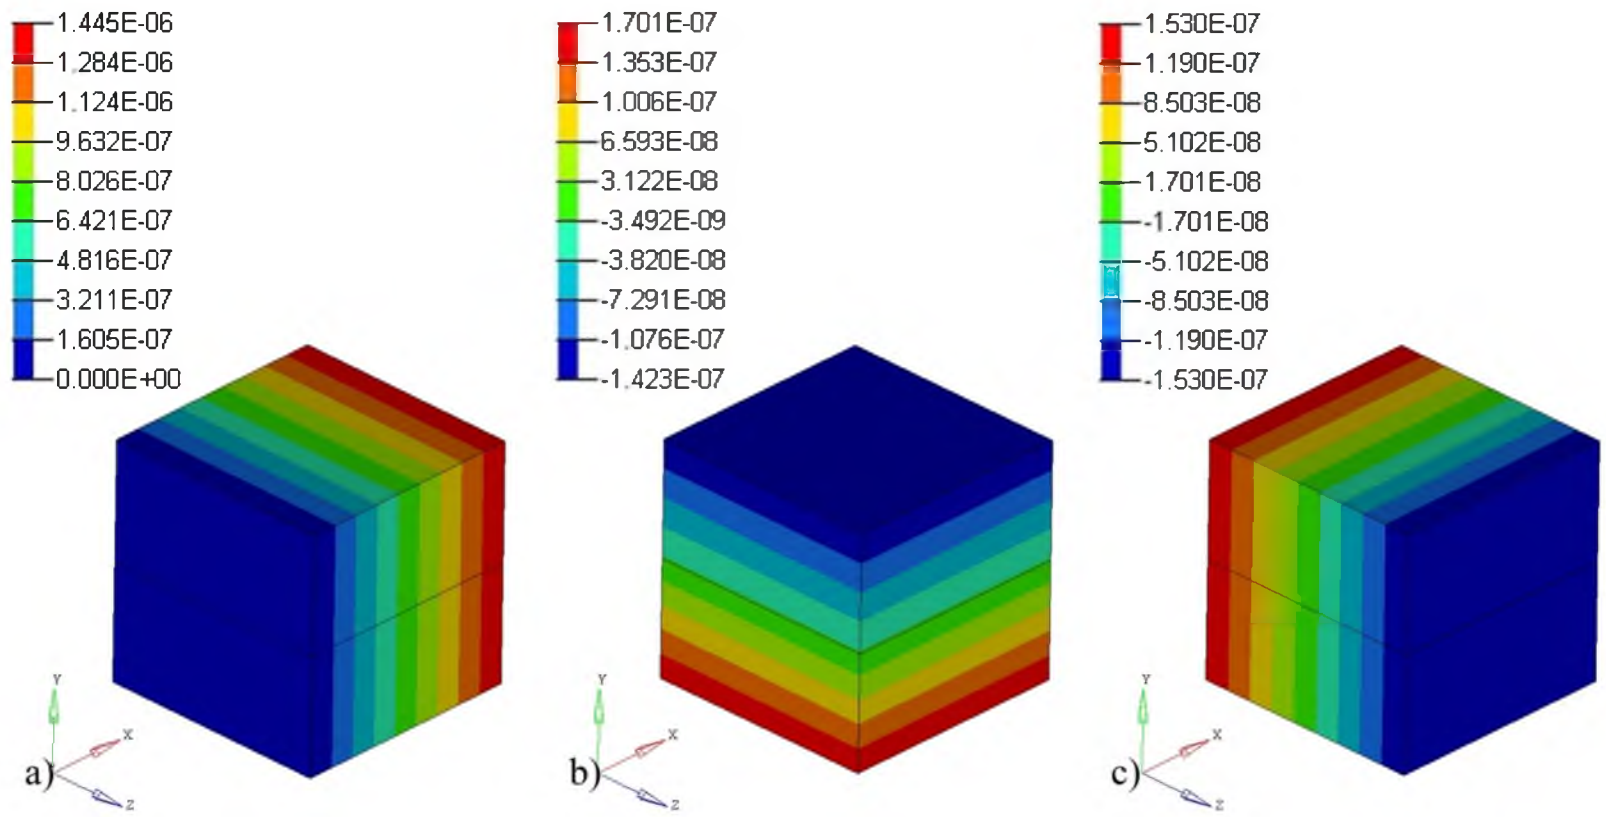 1.445E-06
1.284E-06
1.124E-06
9.632E-07
8.026E-07
6.421E-07
4.816E-07
3.211E-07
1.605E-07
0.000E+00
Y
X
Z
a)
1.701E-07
1.353E-07
1.006E-07
6.593E-08
3.122E-08
-3.492E-09
-3.820E-08
-7.291E-08
-1.076E-07
-1.423E-07
Y
X
Z
b)
1.530E-07
1.190E-07
8.503E-08
5.102E-08
1.701E-08
-1.701E-08
-5.102E-08
-8.503E-08
-1.190E-07
-1.530E-07
Y
X
Z
c)